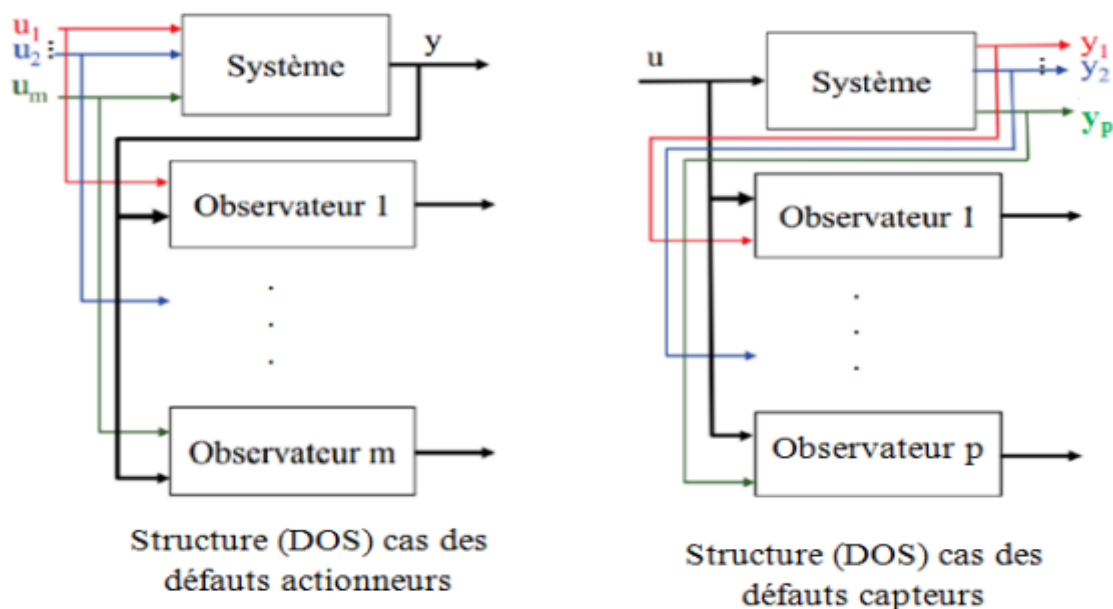 u1
u2
um
Système
y
Observateur 1
Observateur m
Structure (DOS) cas des
défauts actionneurs
u
Système
y1
y2
yp
Observateur 1
Observateur p
Structure (DOS) cas des
défauts capteurs